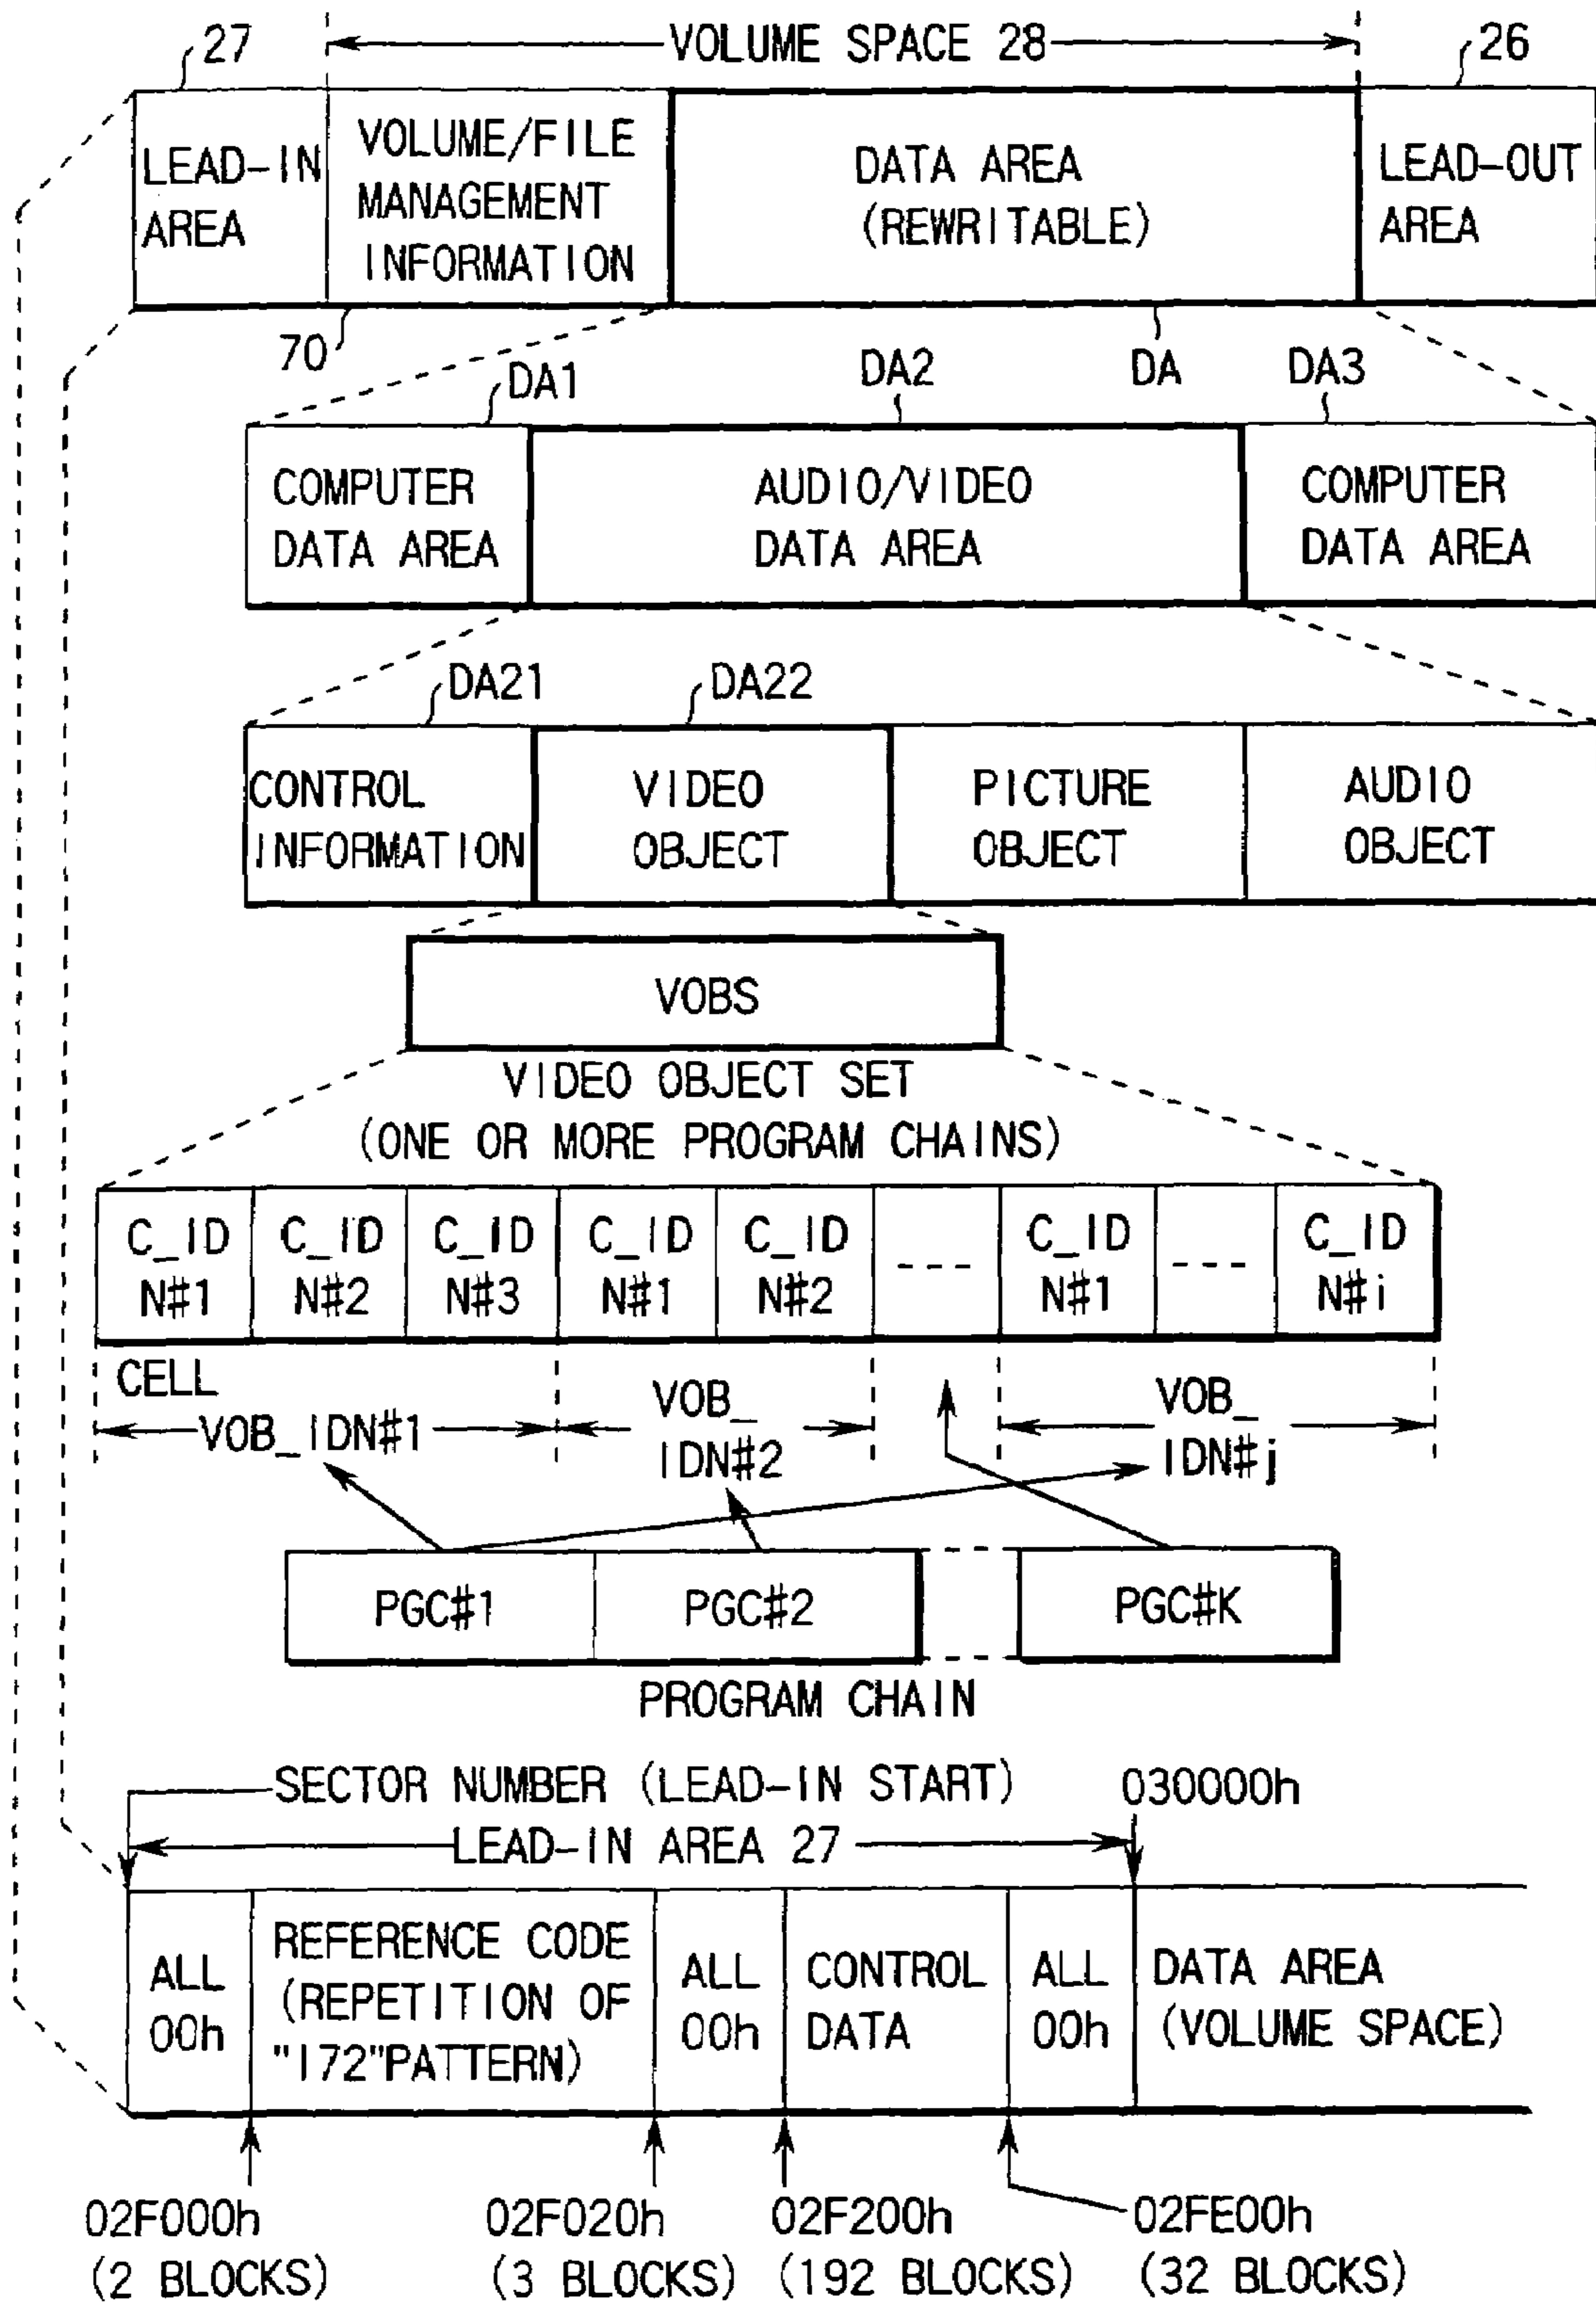 27
VOLUME SPACE 28
26
LEAD-IN
AREA
VOLUME/FILE
MANAGEMENT
INFORMATION
DATA AREA
(REWRITABLE)
LEAD-OUT
AREA
70
DA1
DA2
DA
DA3
COMPUTER
DATA AREA
AUDIO/VIDEO
DATA AREA
COMPUTER
DATA AREA
DA21
DA22
CONTROL
INFORMATION
VIDEO
OBJECT
PICTURE
OBJECT
AUDIO
OBJECT
VOBS
VIDEO OBJECT SET
(ONE OR MORE PROGRAM CHAINS)
C_ID
N#1
C_ID
N#2
C_ID
N#3
C_ID
N#1
C_ID
N#2
----
C_ID
N#1
----
C_ID
N#i
CELL
VOB_IDN#1
VOB_
IDN#2
VOB_
IDN#j
PGC#1
PGC#2
PGC#K
PROGRAM CHAIN
SECTOR NUMBER (LEAD-IN START)
030000h
LEAD-IN AREA 27
ALL
00h
REFERENCE CODE
(REPETITION OF
"172"PATTERN)
ALL
00h
CONTROL
DATA
ALL
00h
DATA AREA
(VOLUME SPACE)
02F000h
(2 BLOCKS)
02F020h
(3 BLOCKS)
02F200h
(192 BLOCKS)
02FE00h
(32 BLOCKS)